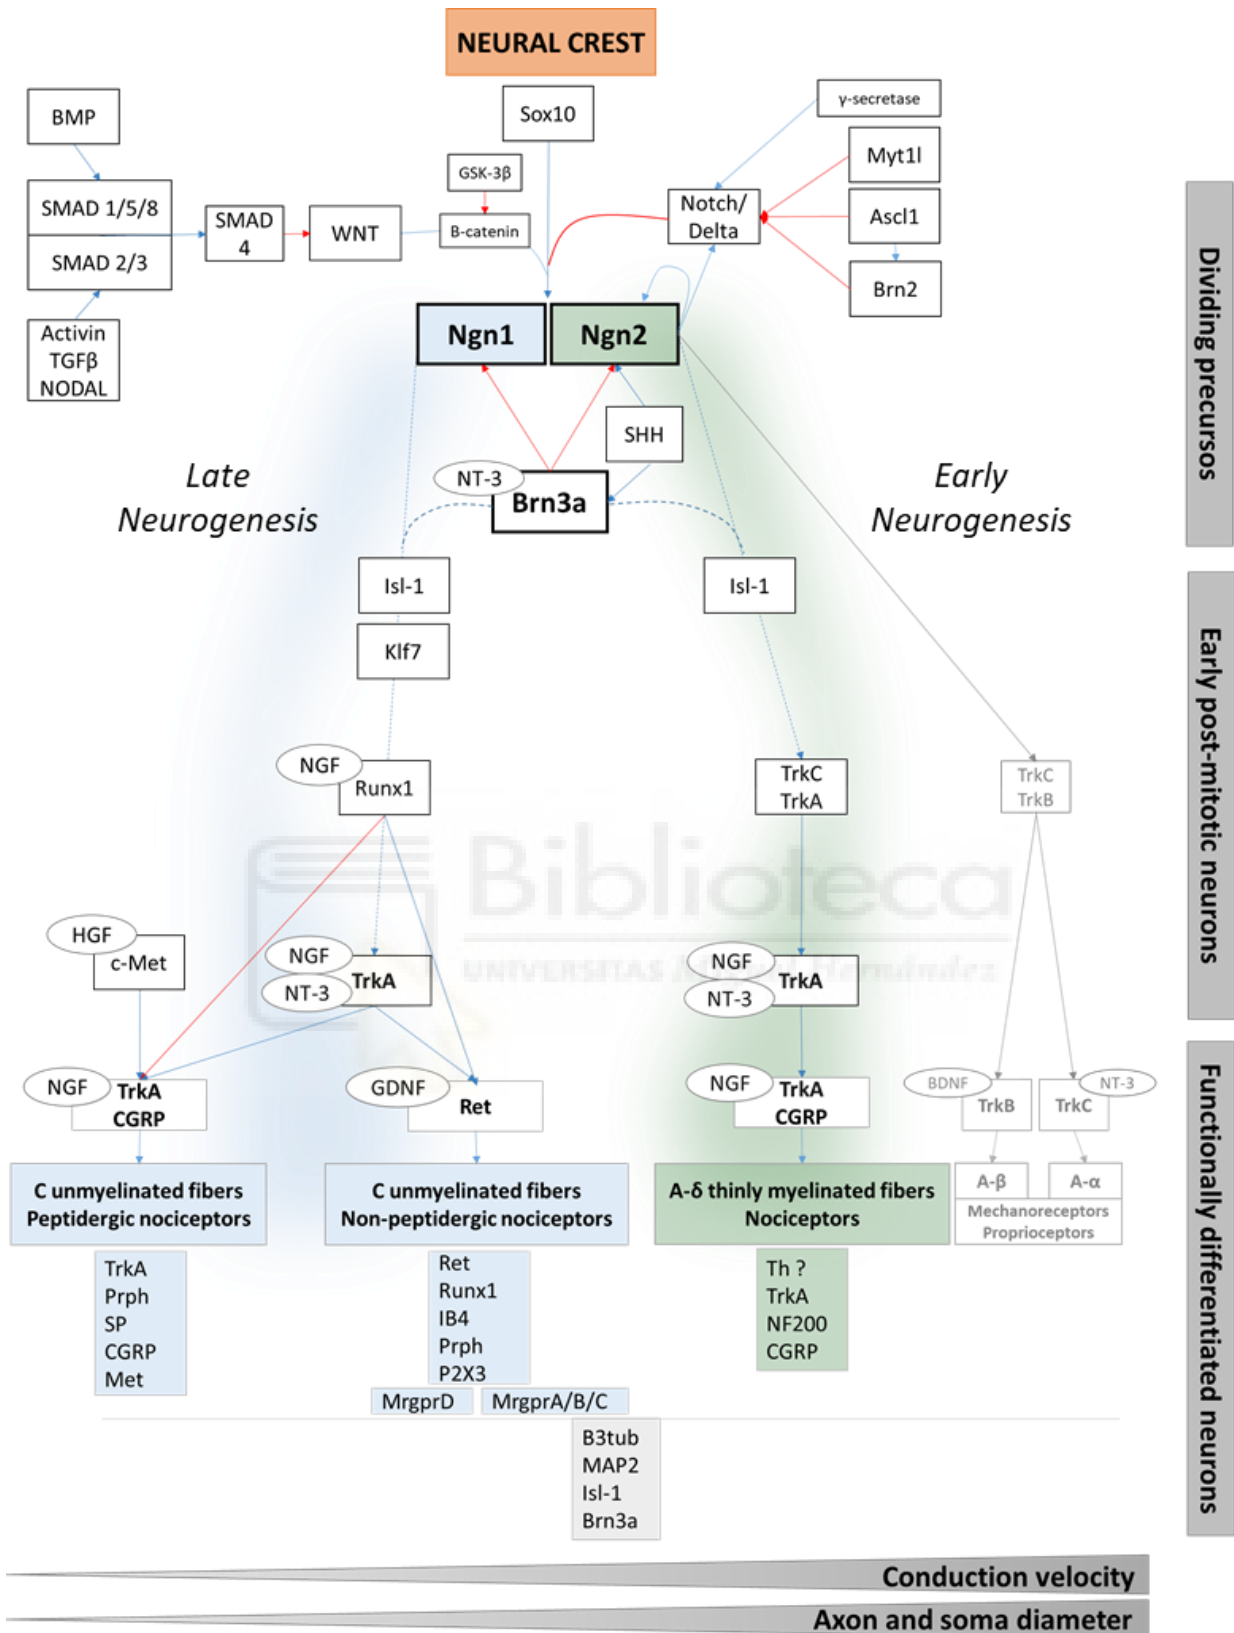 NEURAL CREST
BMP
SMAD 1/5/8
SMAD 2/3
Activin
TGFβ
NODAL
SMAD
4
WNT
GSK-3β
B-catenin
Sox10
Notch/
Delta
γ-secretase
Myt1l
Ascl1
Brn2
Ngn1
Ngn2
SHH
NT-3
Brn3a
Late
Neurogenesis
Early
Neurogenesis
Dividing precursos
Isl-1
Klf7
Isl-1
NGF
Runx1
TrkC
TrkA
TrkC
TrkB
Early post-mitotic neurons
Biblioteca
UNIVERSITAS Miguel Hernández
HGF
c-Met
NGF
NT-3
TrkA
NGF
NT-3
TrkA
NGF
TrkA
CGRP
GDNF
Ret
NGF
TrkA
CGRP
BDNF
TrkB
TrkC
NT-3
C unmyelinated fibers
Peptidergic nociceptors
C unmyelinated fibers
Non-peptidergic nociceptors
A-δ thinly myelinated fibers
Nociceptors
A-β
A-α
Mechanoreceptors
Proprioceptors
TrkA
Prph
SP
CGRP
Met
Ret
Runx1
IB4
Prph
P2X3
MrgprD
MrgprA/B/C
Th ?
TrkA
NF200
CGRP
B3tub
MAP2
Isl-1
Brn3a
Functionally differentiated neurons
Conduction velocity
Axon and soma diameter